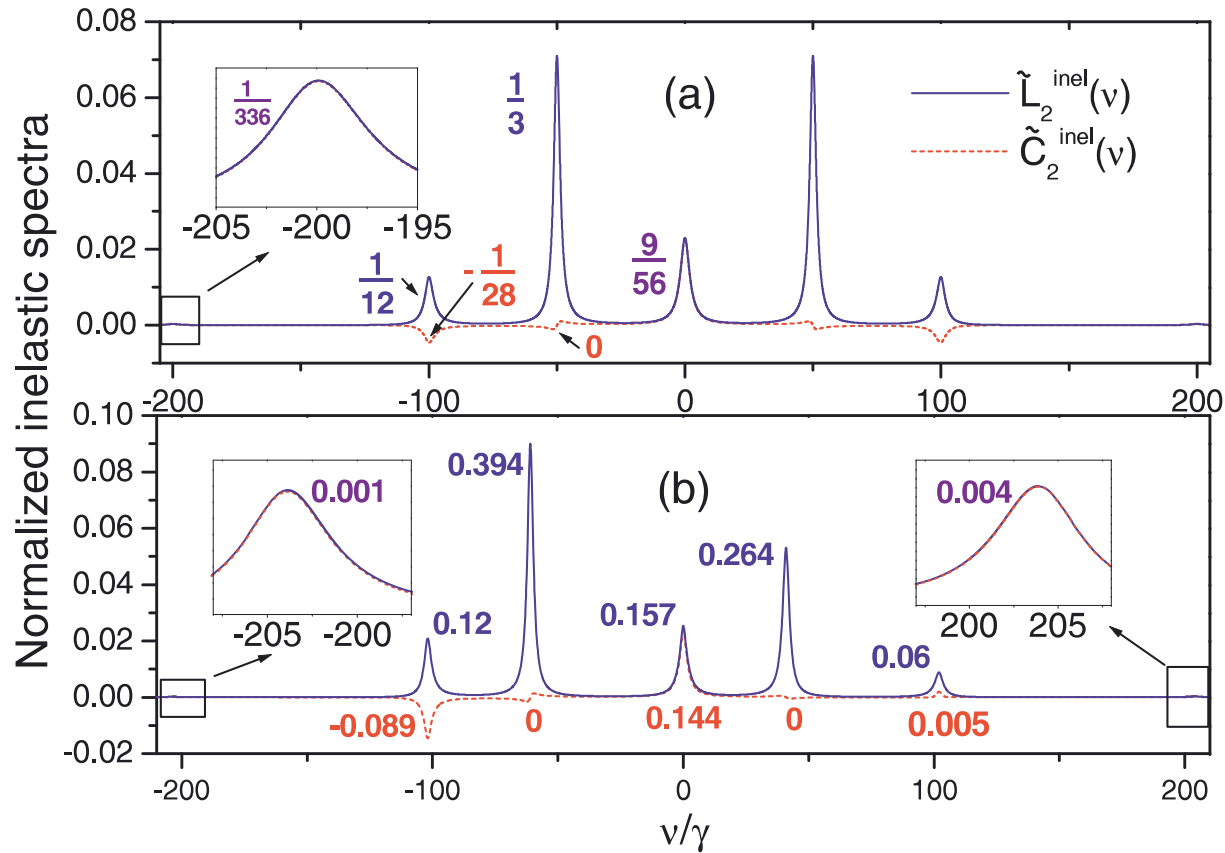 Normalized inelastic spectra
0.08
0.06
0.04
0.02
0.00
(a)
L̃₂ⁱⁿᵉˡ(ν)
C̃₂ⁱⁿᵉˡ(ν)
1/336
-205 -200 -195
1/3
1/12
-1/28
9/56
0
-200 -100 0 100 200
0.10
0.08
0.06
0.04
0.02
0.00
-0.02
(b)
0.001
-205 -200
0.394
0.12
0.157
0.264
0.004
200 205
0.06
-0.089 0 0.144 0 0.005
-200 -100 0 100 200
ν/γ